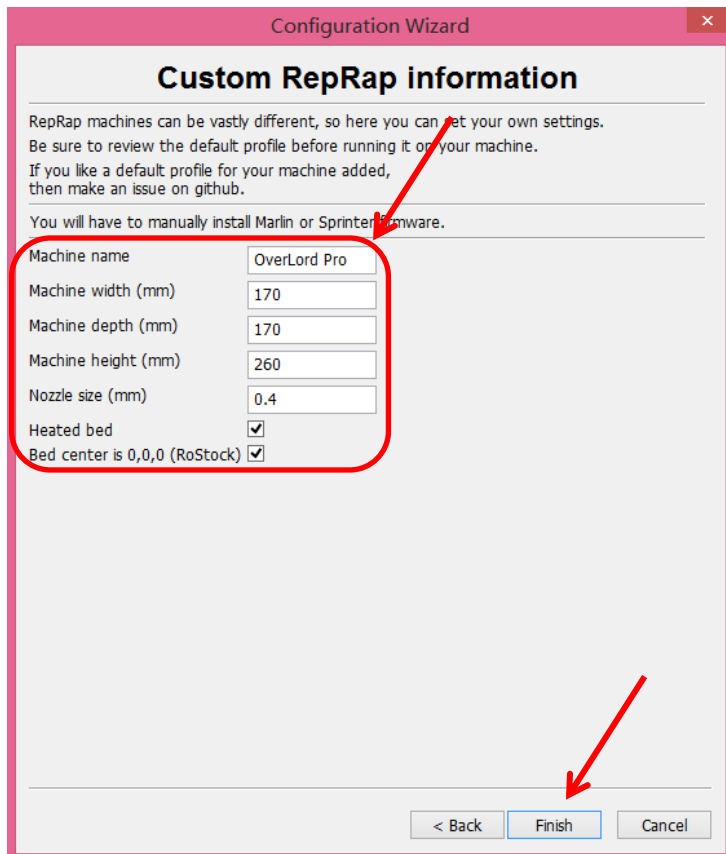 Configuration Wizard
Custom RepRap information
RepRap machines can be vastly different, so here you can set your own settings.
Be sure to review the default profile before running it on your machine.
If you like a default profile for your machine added,
then make an issue on github.
You will have to manually install Marlin or Sprinter firmware.
Machine name OverLord Pro
Machine width (mm) 170
Machine depth (mm) 170
Machine height (mm) 260
Nozzle size (mm) 0.4
Heated bed
Bed center is 0,0,0 (RoStock)
< Back Finish Cancel